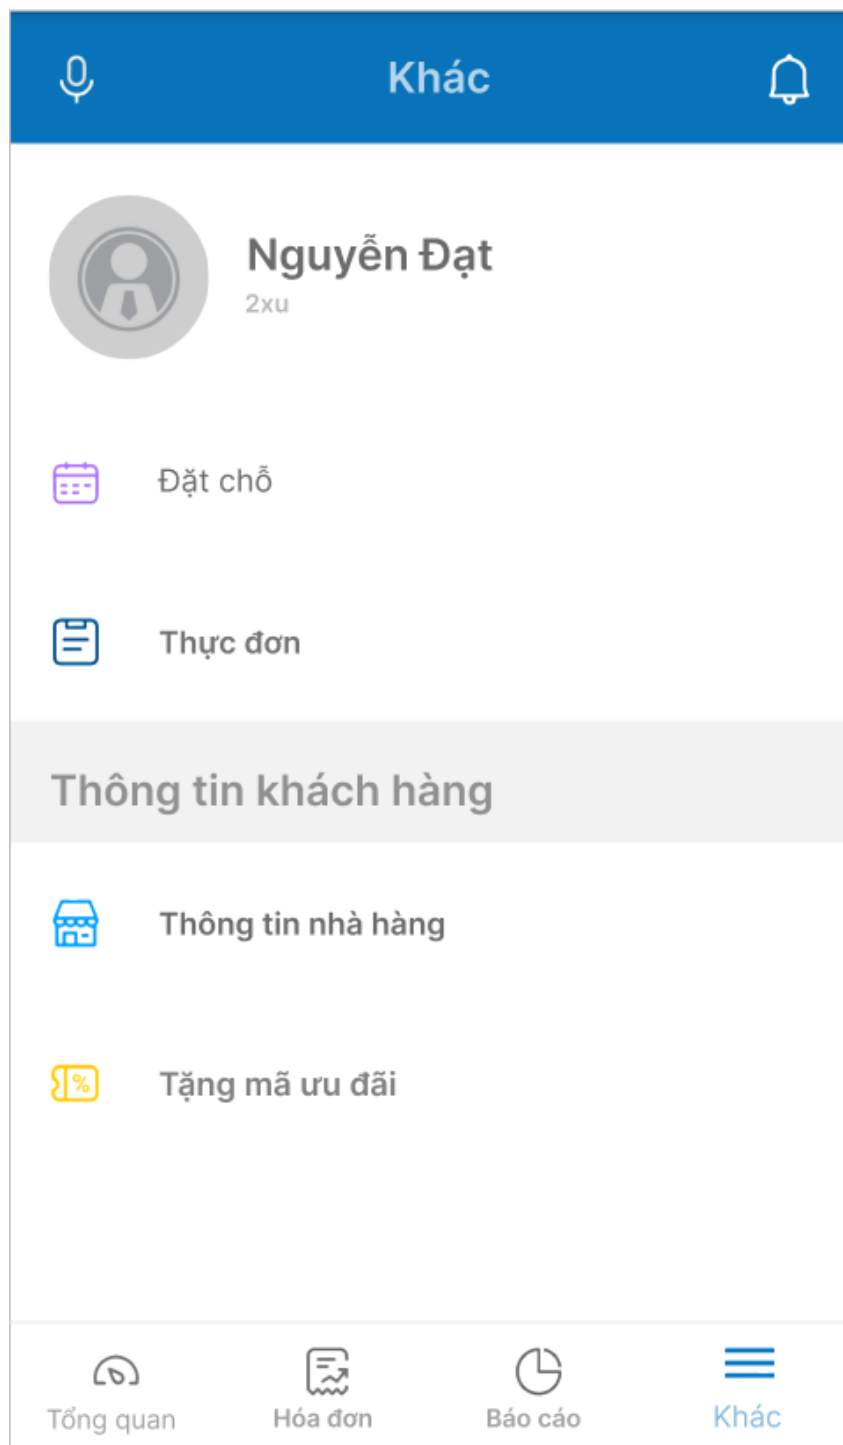 Khác
Nguyễn Đạt
2xu
Đặt chỗ
Thực đơn
Thông tin khách hàng
Thông tin nhà hàng
%
Tặng mã ưu đãi
Tổng quan
Hóa đơn
Báo cáo
Khác